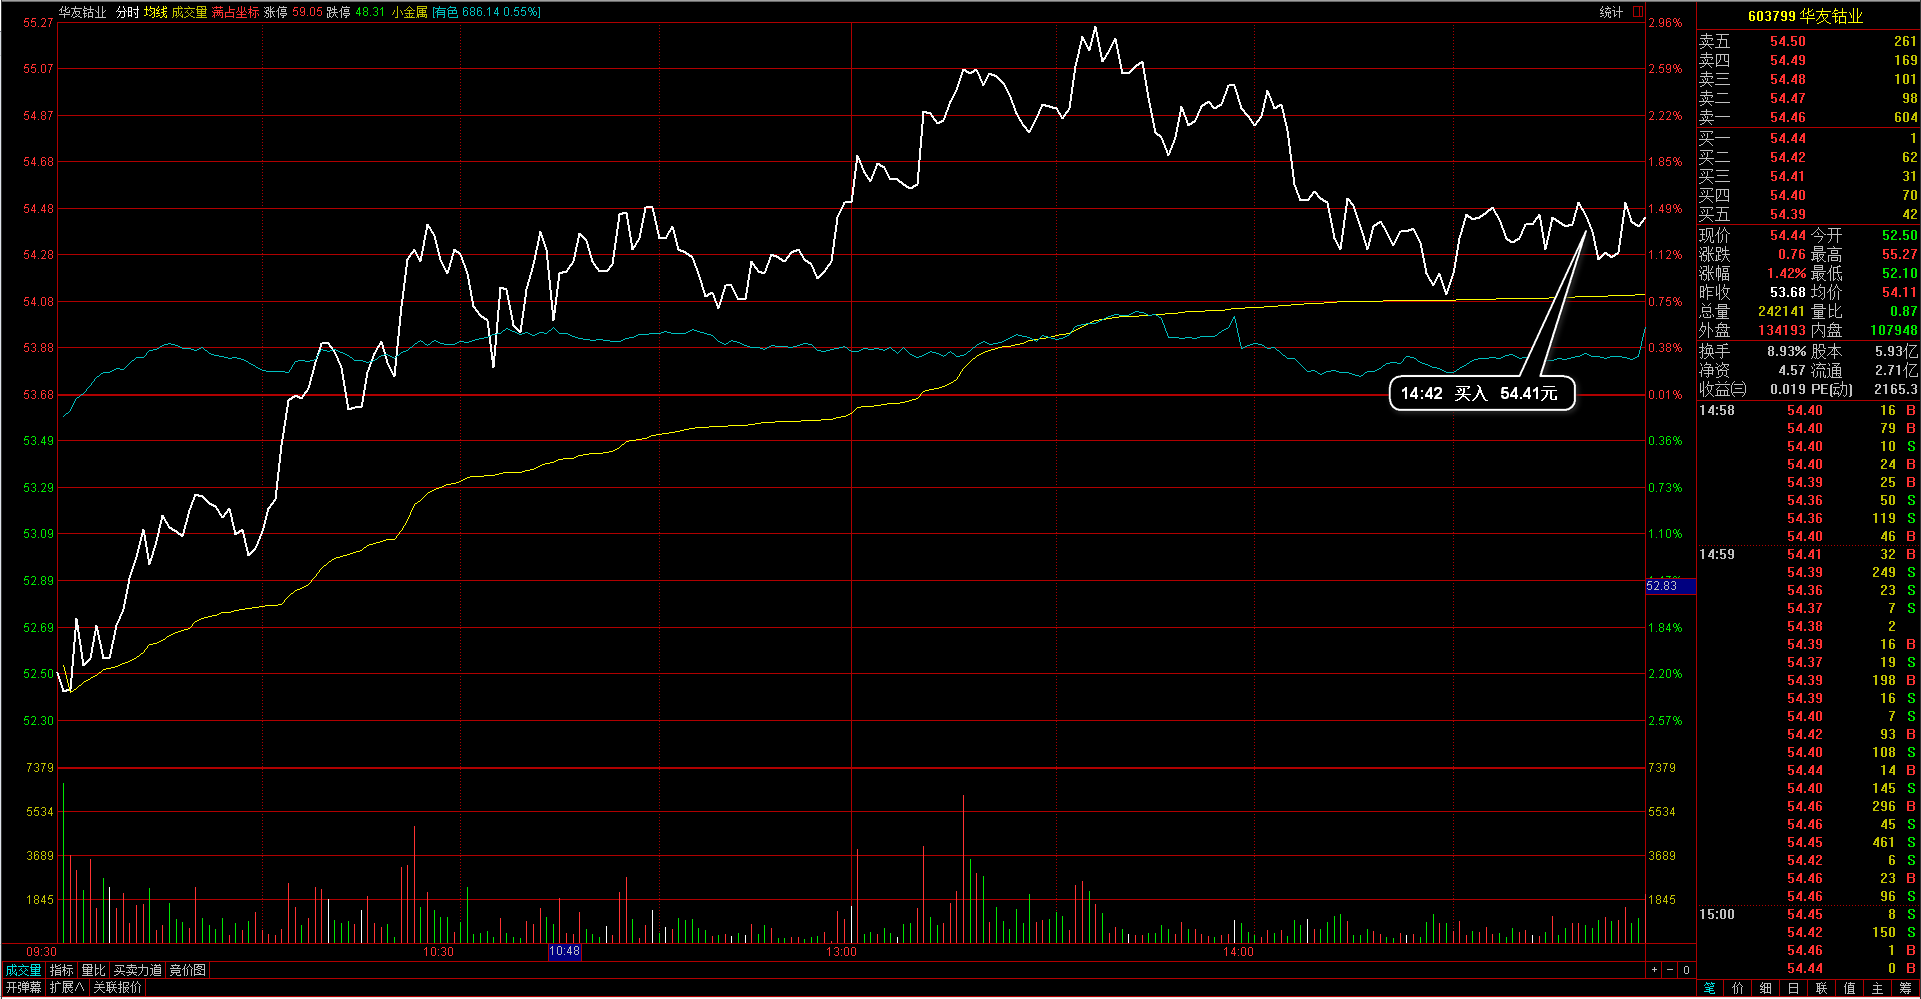 华友钴业 分时 均线 成交量 满占坐标 涨停 59.05 跌停 48.31 小金属 [有色 686.14 0.55%]
统计
55.27
55.07
54.87
54.68
54.48
54.28
54.08
53.88
53.68
53.49
53.29
53.09
52.89
52.69
52.50
52.30
7379
5534
3689
1845
2.96%
2.59%
2.22%
1.85%
1.49%
1.12%
0.75%
0.38%
0.01%
0.36%
0.73%
1.10%
52.83
1.84%
2.20%
2.57%
7379
5534
3689
1845
14:42 买入 54.41元
09:30 10:30 10:48 13:00 14:00
成交量 指标 量比 买卖力道 竞价图
+ - 0
开弹幕 扩展∧ 关联报价
603799 华友钴业
卖五 54.50 261
卖四 54.49 169
卖三 54.48 101
卖二 54.47 98
卖一 54.46 604
买一 54.44 1
买二 54.42 62
买三 54.41 31
买四 54.40 70
买五 54.39 42
现价 54.44 今开 52.50
涨跌 0.76 最高 55.27
涨幅 1.42% 最低 52.10
昨收 53.68 均价 54.11
总量 242141 量比 0.87
外盘 134193 内盘 107948
换手 8.93% 股本 5.93亿
净资 4.57 流通 2.71亿
收益㈢ 0.019 PE(动) 2165.3
14:58 54.40 16 B
54.40 79 B
54.40 10 S
54.40 24 B
54.39 25 B
54.36 50 S
54.36 119 S
54.40 46 B
14:59 54.41 32 B
54.39 249 S
54.36 23 S
54.37 7 S
54.38 2
54.39 16 B
54.37 19 S
54.39 198 B
54.39 16 S
54.40 7 S
54.42 93 B
54.40 108 S
54.44 14 B
54.40 145 S
54.46 296 B
54.46 45 S
54.45 461 S
54.42 6 S
54.46 23 B
54.46 96 S
15:00 54.45 8 S
54.42 150 S
54.46 1 B
54.44 0 B
笔 价 细 日 联 值 主 筹